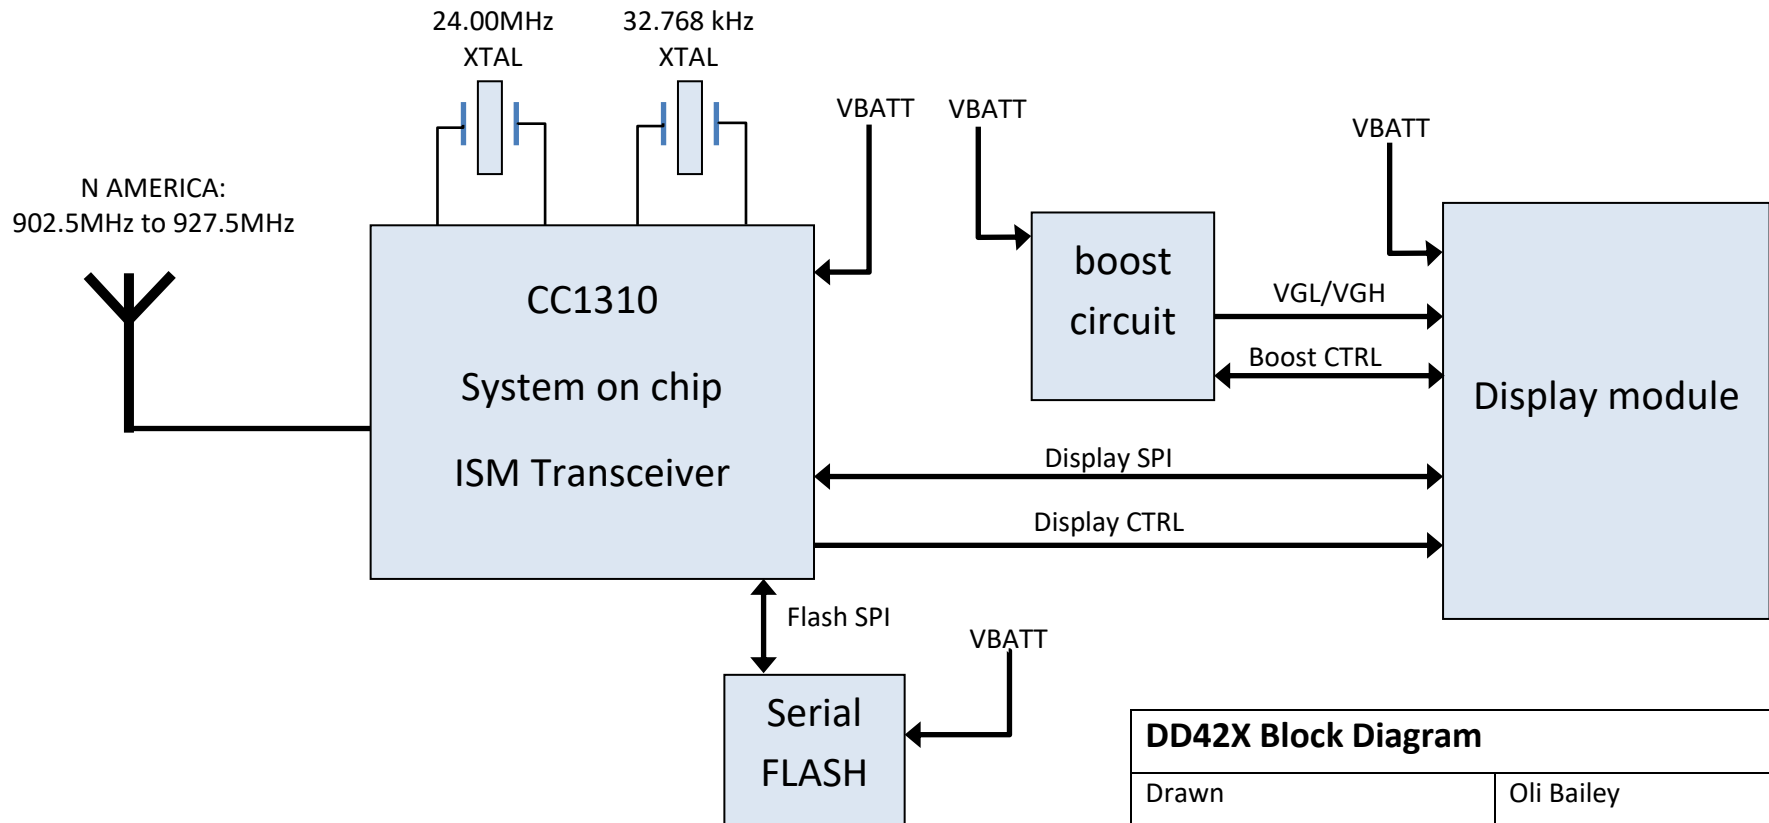 24.00MHz
XTAL
32.768 kHz
XTAL
VBATT
VBATT
VBATT
N AMERICA:
902.5MHz to 927.5MHz
CC1310
System on chip
ISM Transceiver
boost
circuit
VGL/VGH
Boost CTRL
Display module
Display SPI
Display CTRL
Flash SPI
VBATT
Serial
FLASH
DD42X Block Diagram
Drawn
Oli Bailey